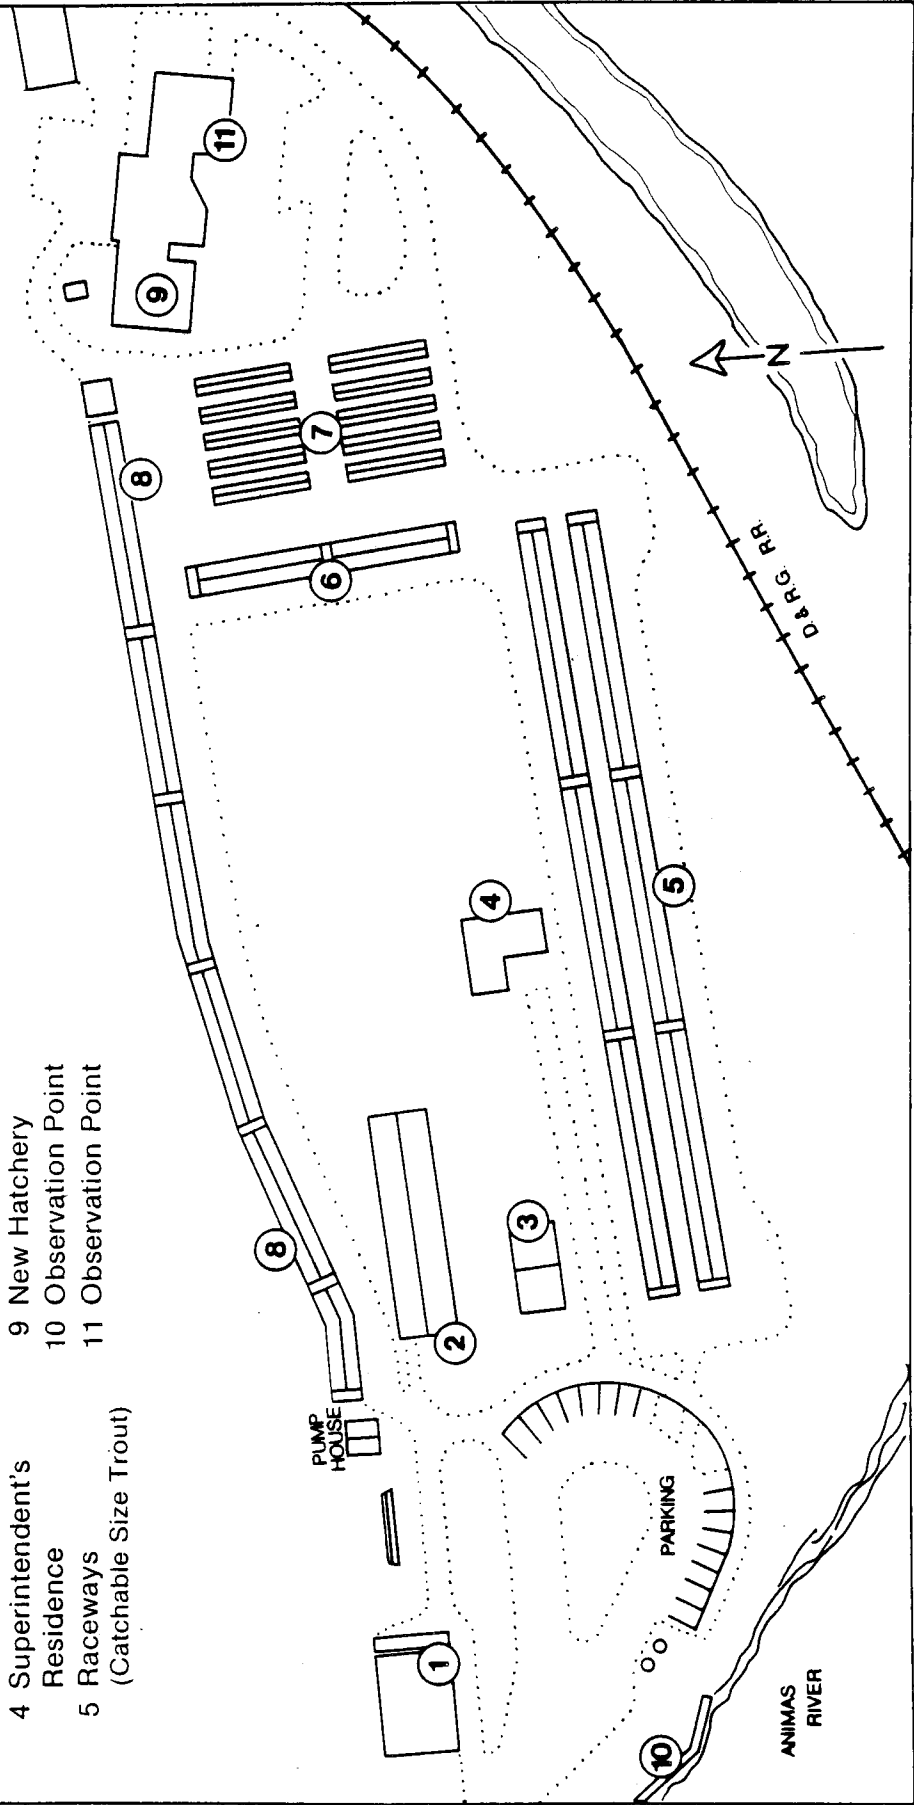 4 Superintendent's
Residence
5 Raceways
(Catchable Size Trout)
9 New Hatchery
10 Observation Point
11 Observation Point
PUMP
HOUSE
1
2
3
4
5
6
7
8
8
9
10
11
PARKING
ANIMAS
RIVER
D.&R.G. R.R.
N